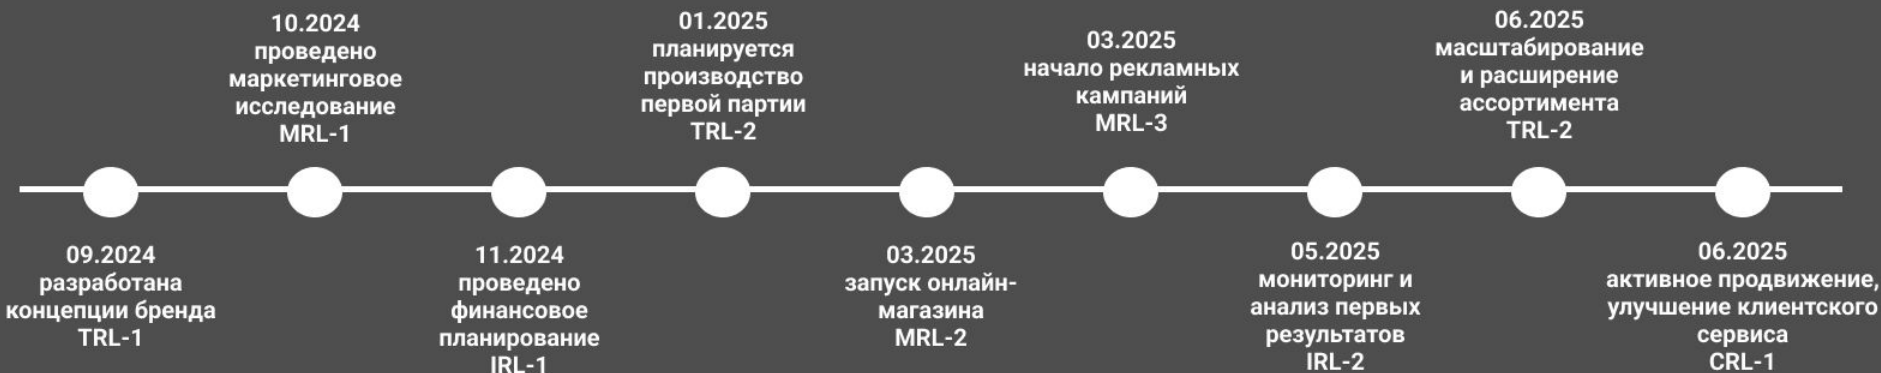 09.2024
разработана
концепции бренда
TRL-1
10.2024
проведено
маркетинговое
исследование
MRL-1
11.2024
проведено
финансовое
планирование
IRL-1
01.2025
планируется
производство
первой партии
TRL-2
03.2025
запуск онлайн-
магазина
MRL-2
03.2025
начало рекламных
кампаний
MRL-3
05.2025
мониторинг и
анализ первых
результатов
IRL-2
06.2025
масштабирование
и расширение
ассортимента
TRL-2
06.2025
активное продвижение,
улучшение клиентского
сервиса
CRL-1